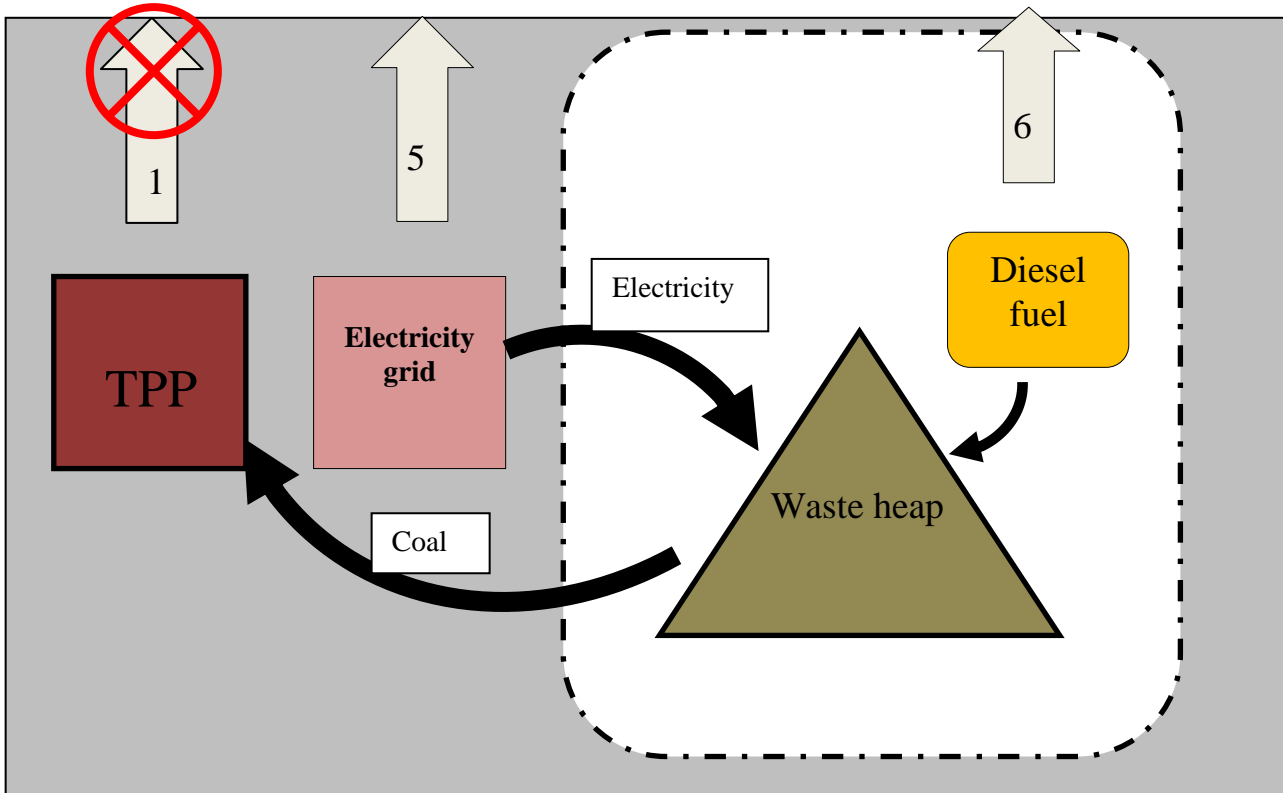 1
5
6
Electricity
Diesel
fuel
Electricity
grid
TPP
Waste heap
Coal